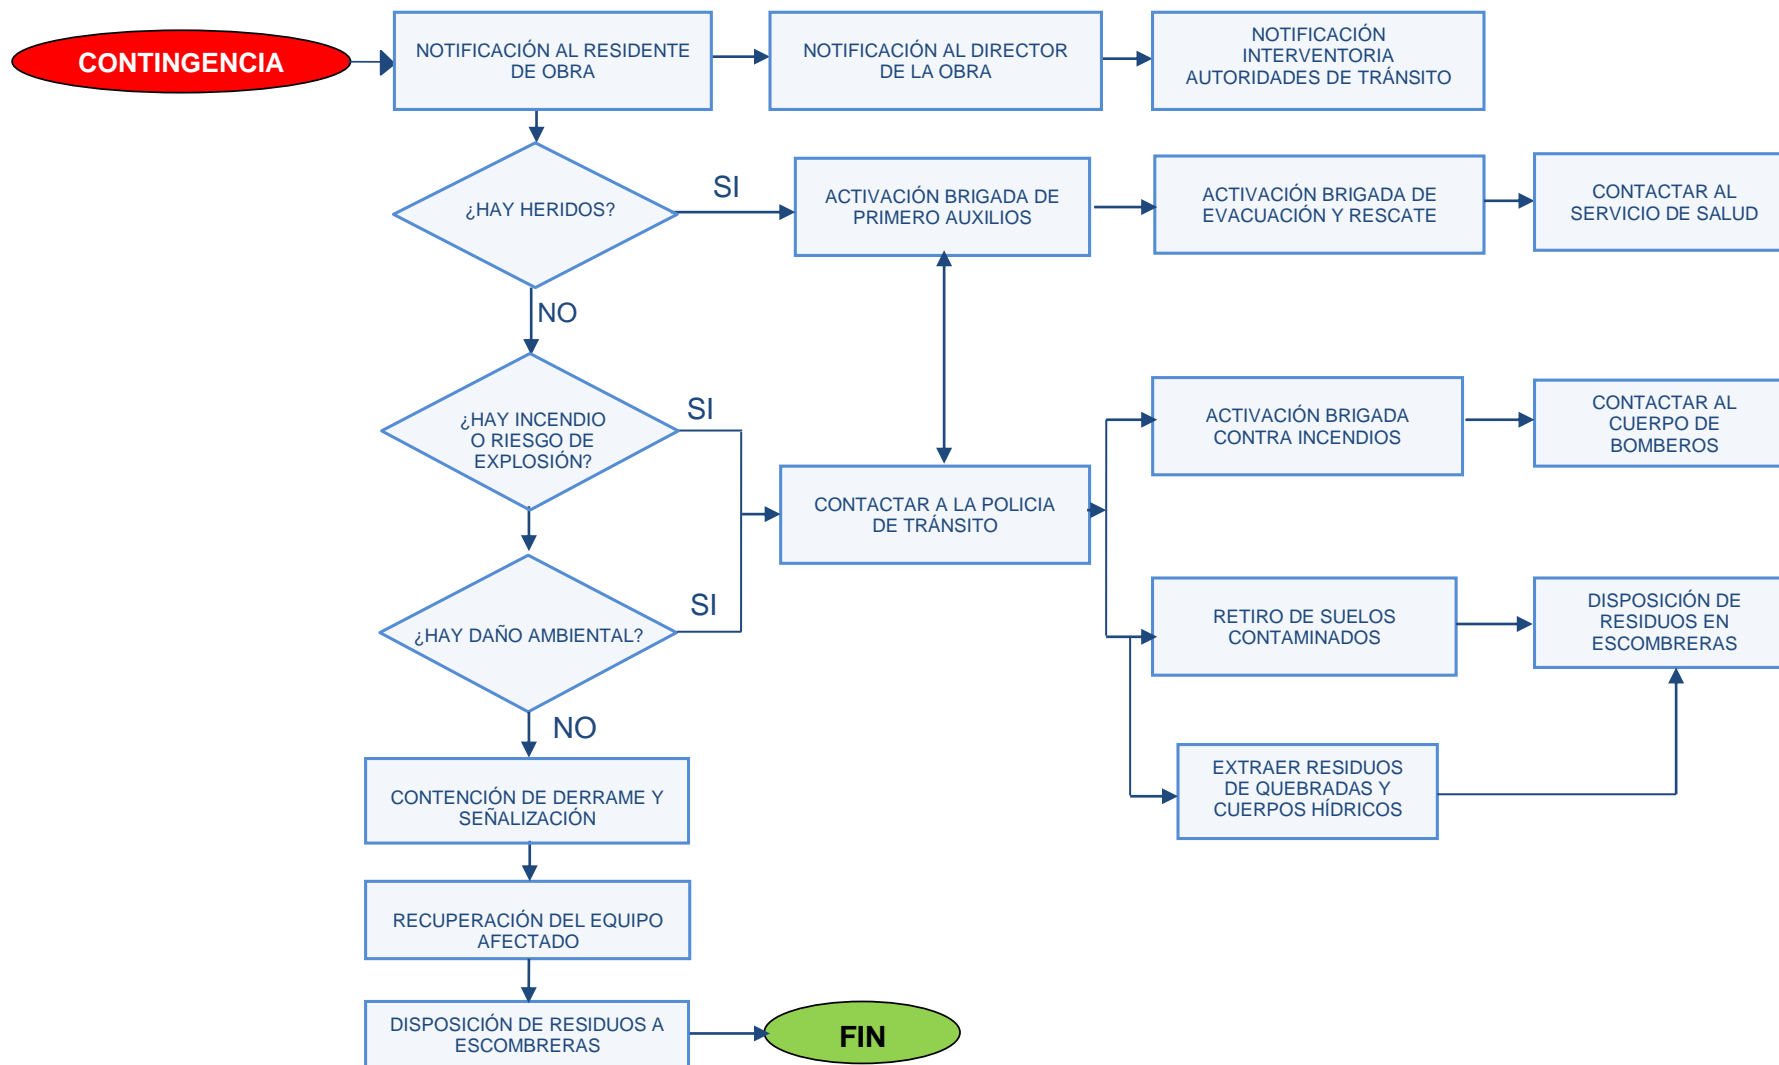 CONTINGENCIA
NOTIFICACIÓN AL RESIDENTE
DE OBRA
NOTIFICACIÓN AL DIRECTOR
DE LA OBRA
NOTIFICACIÓN
INTERVENTORIA
AUTORIDADES DE TRÁNSITO
¿HAY HERIDOS?
SI
ACTIVACIÓN BRIGADA DE
PRIMERO AUXILIOS
ACTIVACIÓN BRIGADA DE
EVACUACIÓN Y RESCATE
CONTACTAR AL
SERVICIO DE SALUD
NO
¿HAY INCENDIO
O RIESGO DE
EXPLOSIÓN?
SI
ACTIVACIÓN BRIGADA
CONTRA INCENDIOS
CONTACTAR AL
CUERPO DE
BOMBEROS
CONTACTAR A LA POLICIA
DE TRÁNSITO
¿HAY DAÑO AMBIENTAL?
SI
RETIRO DE SUELOS
CONTAMINADOS
DISPOSICIÓN DE
RESIDUOS EN
ESCOMBRERAS
NO
EXTRAER RESIDUOS
DE QUEBRADAS Y
CUERPOS HÍDRICOS
CONTENCIÓN DE DERRAME Y
SEÑALIZACIÓN
RECUPERACIÓN DEL EQUIPO
AFECTADO
DISPOSICIÓN DE RESIDUOS A
ESCOMBRERAS
FIN